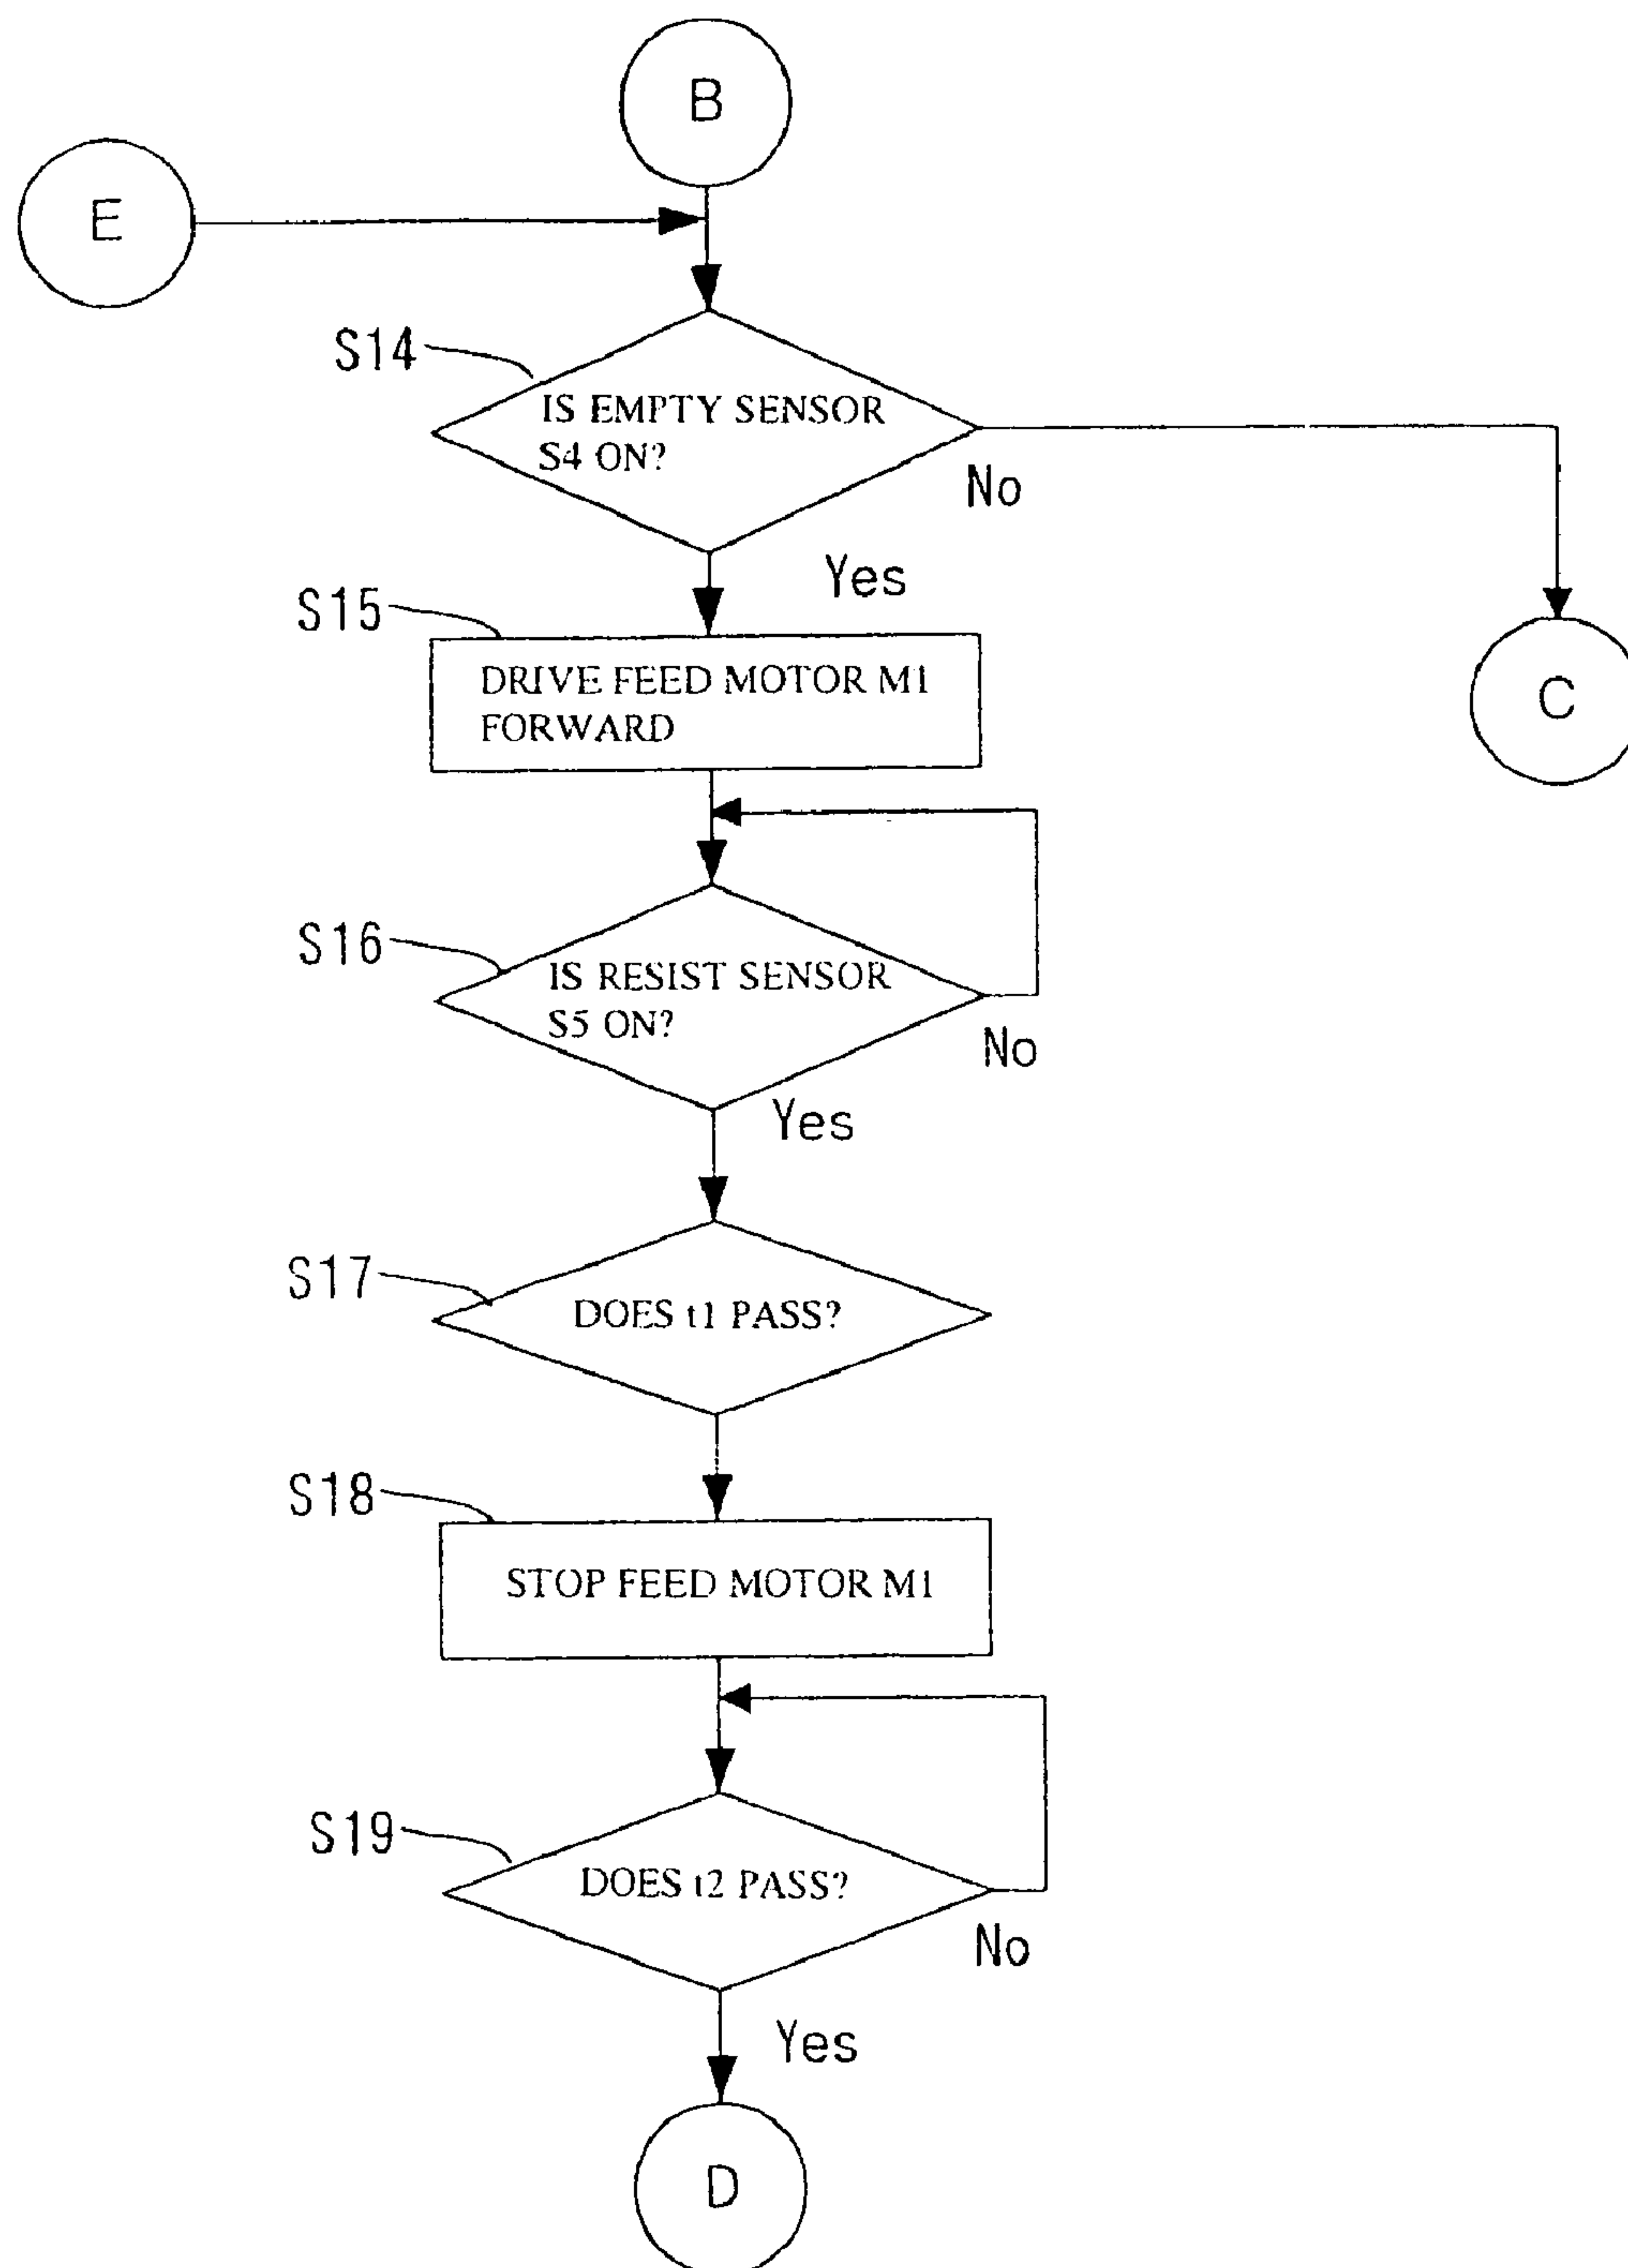 B
E
S14
IS EMPTY SENSOR
S4 ON?
No
Yes
S15
DRIVE FEED MOTOR M1
FORWARD
C
S16
IS RESIST SENSOR
S5 ON?
No
Yes
S17
DOES t1 PASS?
S18
STOP FEED MOTOR M1
S19
DOES t2 PASS?
No
Yes
D